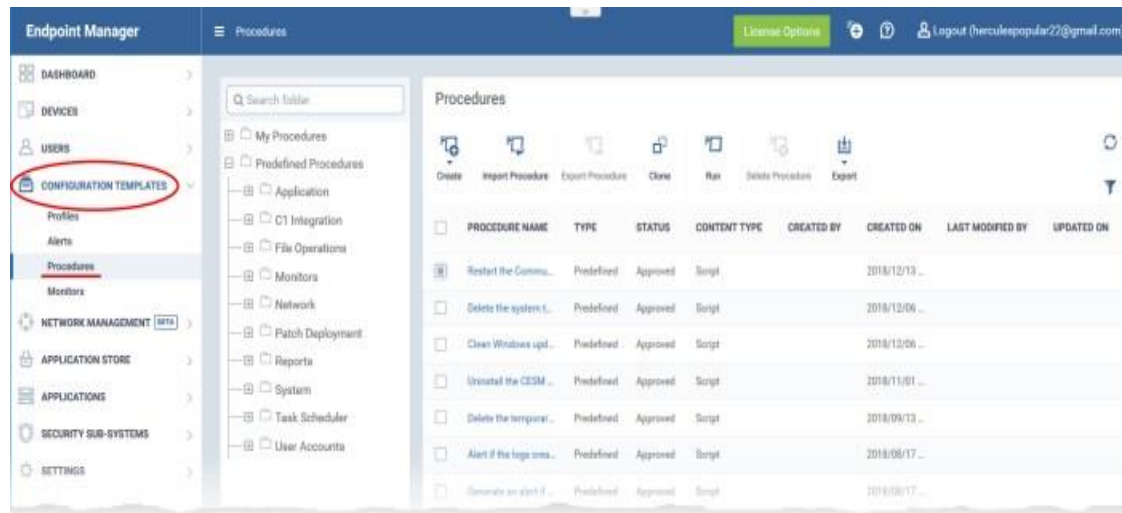 Endpoint Manager
Procedures
License Options
Logout (herculespopular22@gmail.com)
DASHBOARD
DEVICES
USERS
CONFIGURATION TEMPLATES
Profiles
Alerts
Procedures
Monitors
NETWORK MANAGEMENT BETA
APPLICATION STORE
APPLICATIONS
SECURITY SUB-SYSTEMS
SETTINGS
Search folder
My Procedures
Predefined Procedures
Application
C1 Integration
File Operations
Monitors
Network
Patch Deployment
Reports
System
Task Scheduler
User Accounts
Procedures
Create
Import Procedure
Export Procedure
Clone
Run
Delete Procedure
Export
PROCEDURE NAME TYPE STATUS CONTENT TYPE CREATED BY CREATED ON LAST MODIFIED BY UPDATED ON
Restart the Commu... Predefined Approved Script 2018/12/13 ...
Delete the system t... Predefined Approved Script 2018/12/06 ...
Clean Windows upd... Predefined Approved Script 2018/12/06 ...
Uninstall the CESM ... Predefined Approved Script 2018/11/01 ...
Delete the temporar... Predefined Approved Script 2018/09/13 ...
Alert if the logs crea... Predefined Approved Script 2018/08/17 ...
Generate an alert if ... Predefined Approved Script 2018/08/17 ...